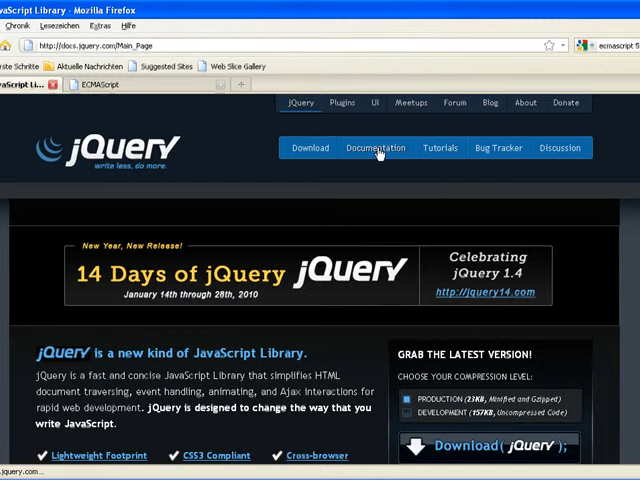 vaScript Library - Mozilla Firefox
Chronik Lesezeichen Extras Hilfe
http://docs.jquery.com/Main_Page
ecmascript 5
rste Schritte Aktuelle Nachrichten Suggested Sites Web Slice Gallery
vaScript Li... ECMAScript
jQuery Plugins UI Meetups Forum Blog About Donate
jQuery
write less, do more.
Download Documentation Tutorials Bug Tracker Discussion
New Year, New Release!
14 Days of jQuery jQuery
January 14th through 28th, 2010
Celebrating
jQuery 1.4
http://jquery14.com
jQuery is a new kind of JavaScript Library.
jQuery is a fast and concise JavaScript Library that simplifies HTML
document traversing, event handling, animating, and Ajax interactions for
rapid web development. jQuery is designed to change the way that you
write JavaScript.
Lightweight Footprint CSS3 Compliant Cross-browser
GRAB THE LATEST VERSION!
CHOOSE YOUR COMPRESSION LEVEL:
PRODUCTION (23KB, Minified and Gzipped)
DEVELOPMENT (157KB, Uncompressed Code)
Download( jQuery );
.jquery.com...